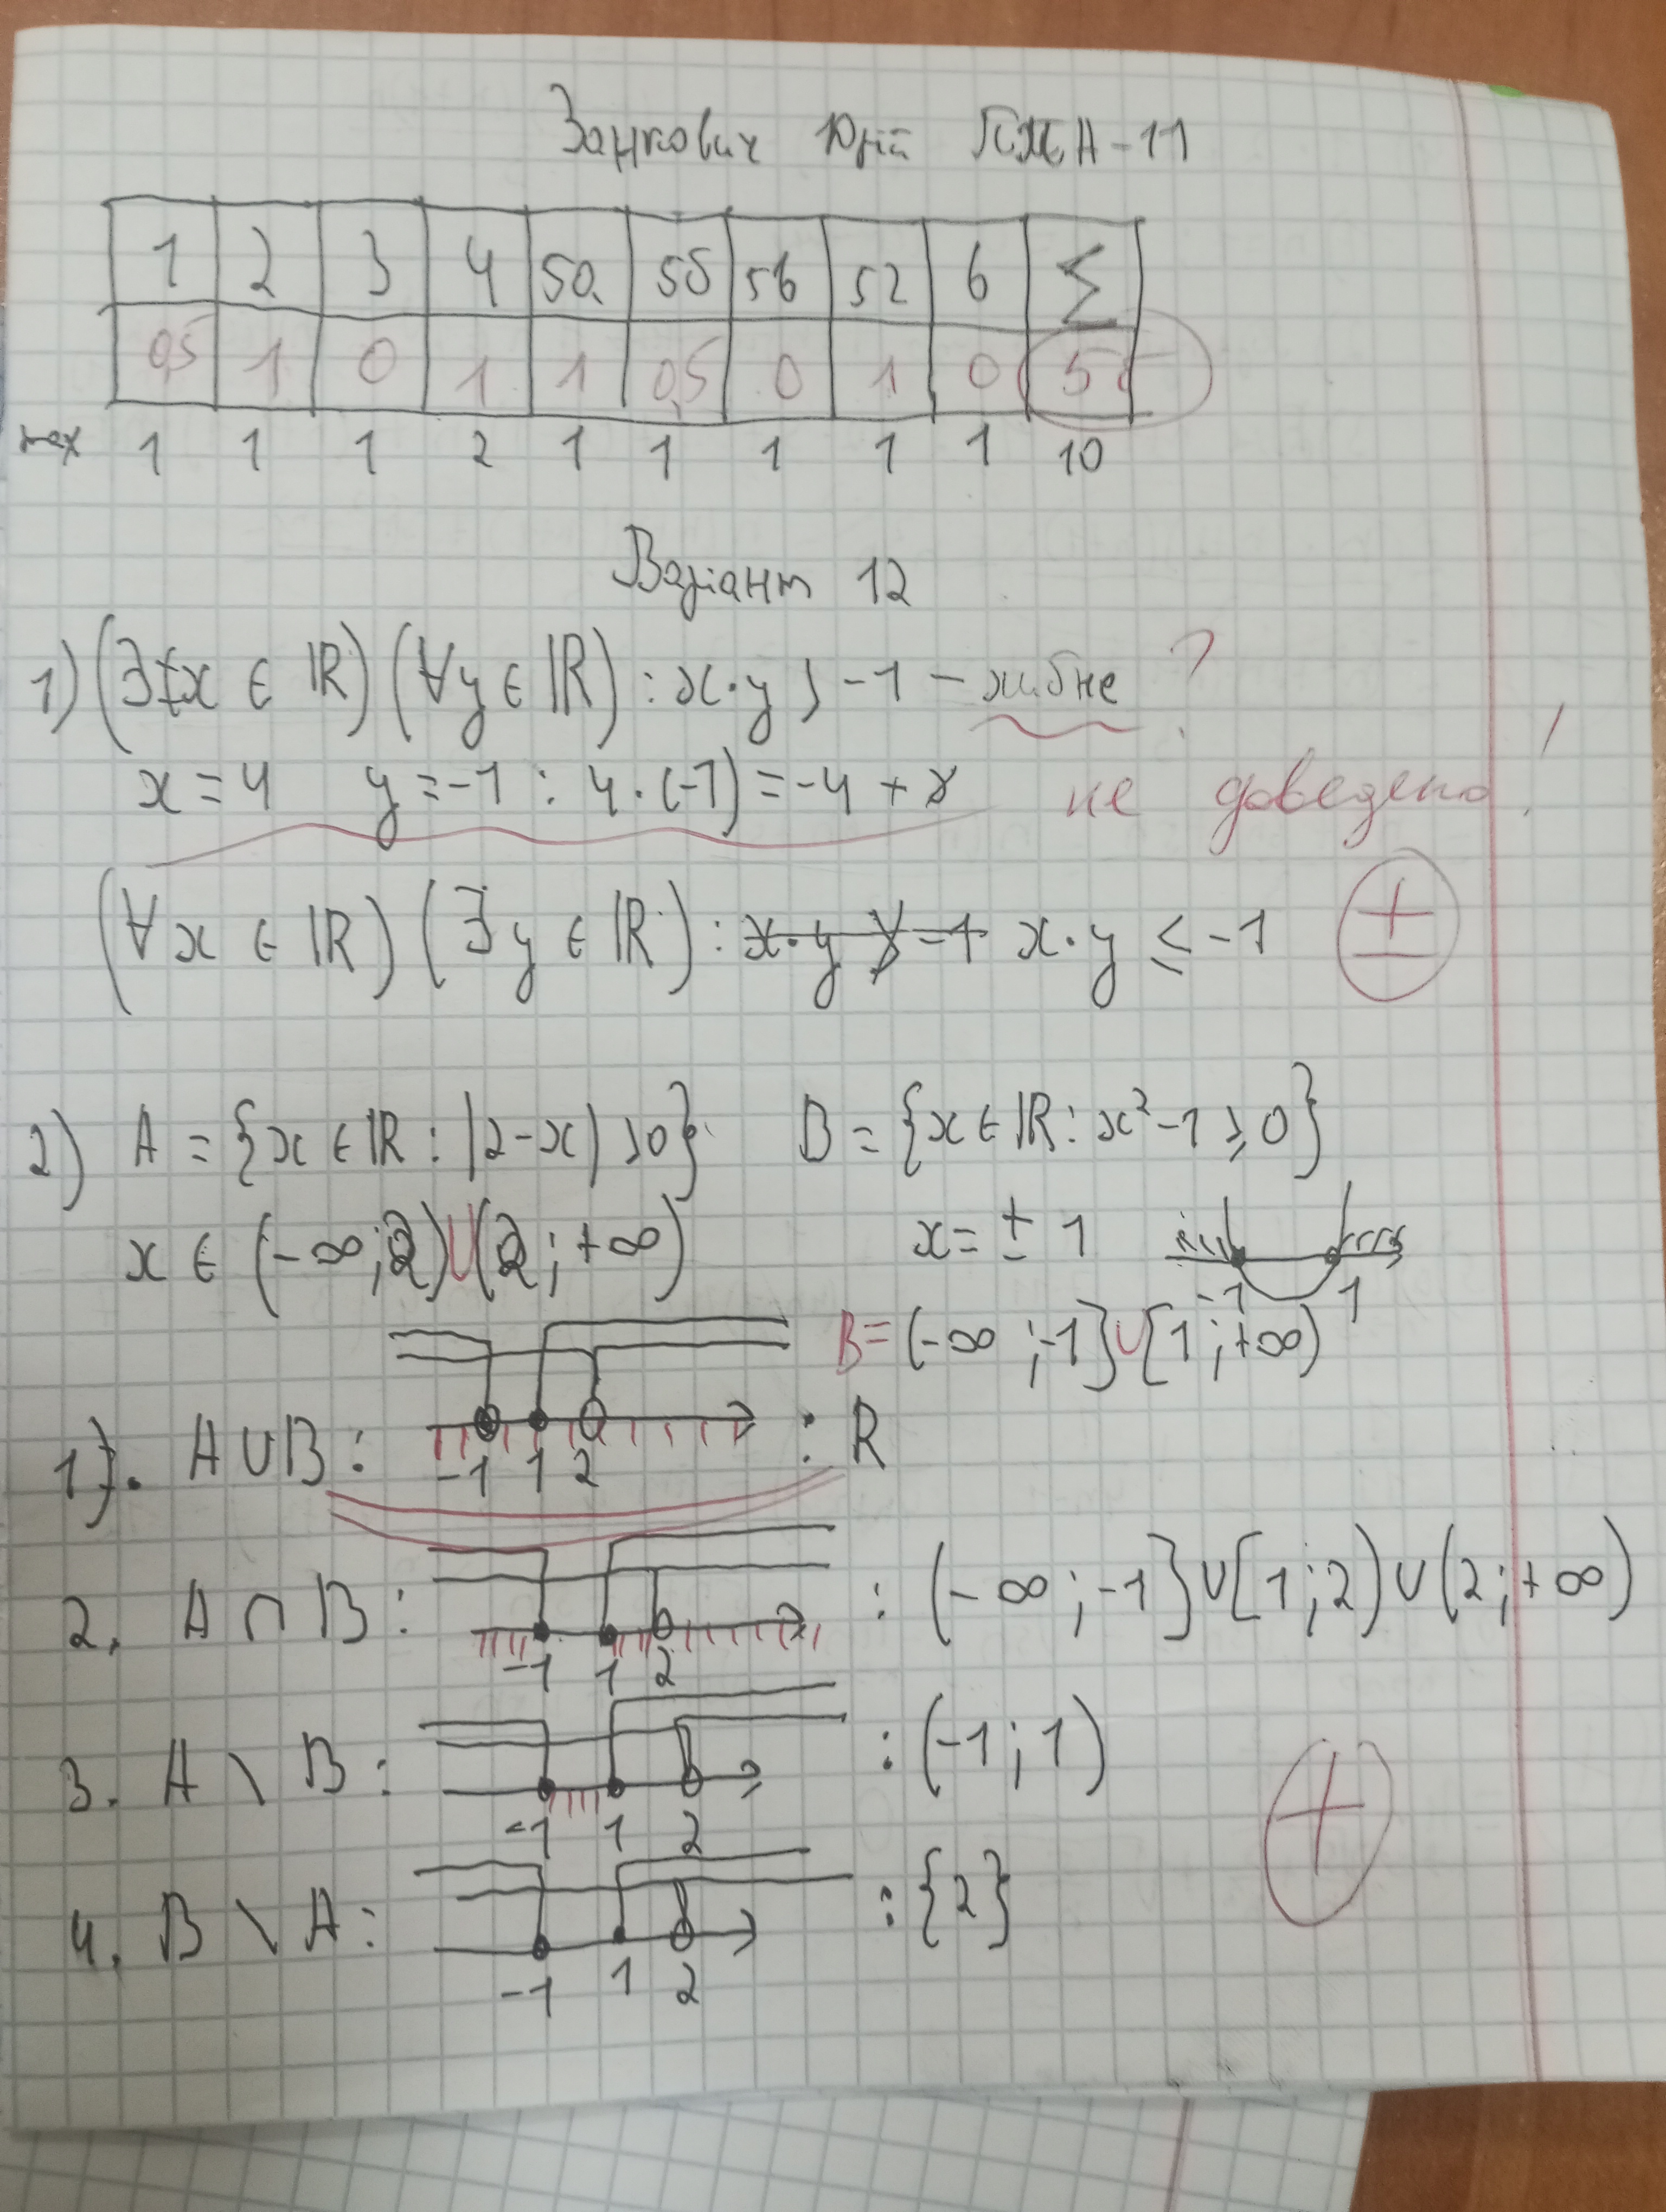 Занкович Юрій ПМА-11
1 2 3 4 5а 5б 5в 5г 6 Σ
0,5 1 0 1 1 0,5 0 1 0 5
max 1 1 1 2 1 1 1 1 1 10
Варіант 12
1) (∃x ∈ ℝ)(∀y ∈ ℝ): x·y > -1 - хибне ?
x = 4 y = -1 : 4·(-1) = -4 не доведено!
(∀x ∈ ℝ)(∃y ∈ ℝ): x·y > -1 x·y ≤ -1 ±
2) A = {x ∈ ℝ : |2-x| > 0} B = {x ∈ ℝ : x² - 1 ≥ 0}
x ∈ (-∞; 2)∪(2; +∞) x = ± 1 -1 1
B = (-∞; -1]∪[1; +∞)
1). A∪B: -1 1 2 : R
2. A∩B: -1 1 2 : (-∞; -1]∪[1; 2)∪(2; +∞)
3. A \ B: -1 1 2 : (-1; 1) +
4. B \ A: -1 1 2 : {2}